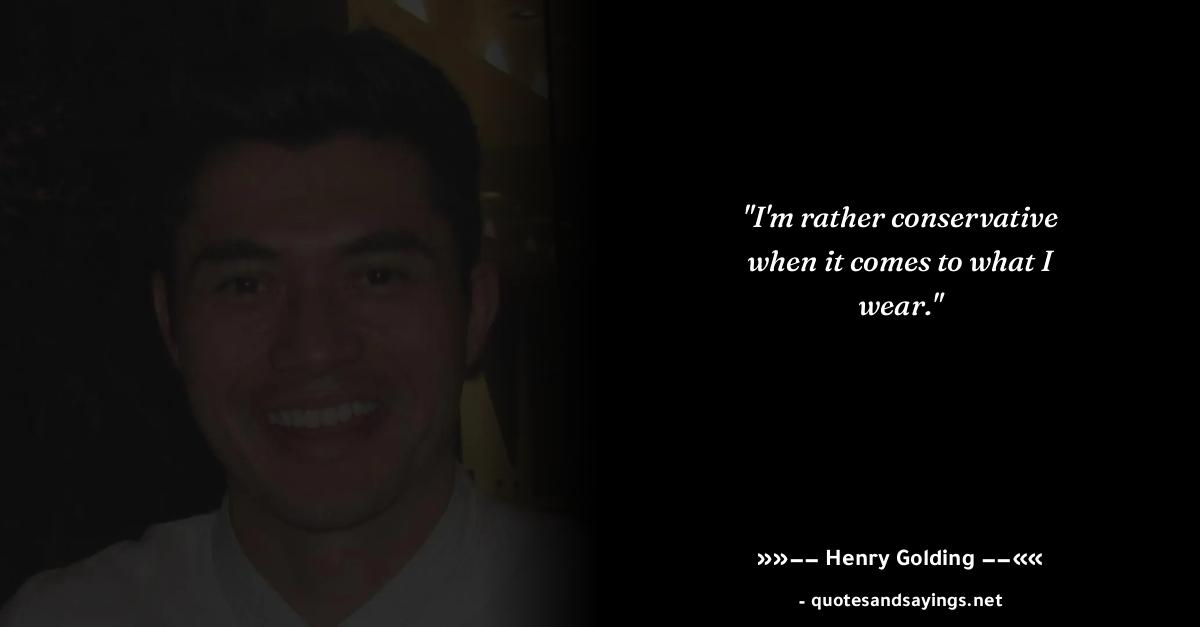 "I'm rather conservative
when it comes to what I
wear."
»»–– Henry Golding ––««
- quotesandsayings.net